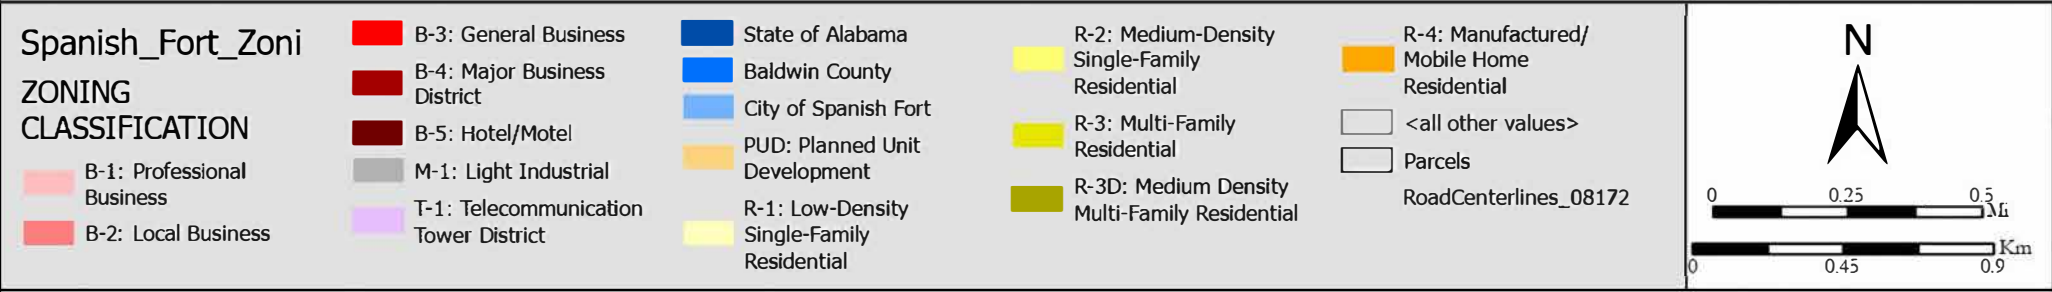 Spanish_Fort_Zoni
ZONING
CLASSIFICATION
B-1: Professional
Business
B-2: Local Business
B-3: General Business
B-4: Major Business
District
B-5: Hotel/Motel
M-1: Light Industrial
T-1: Telecommunication
Tower District
State of Alabama
Baldwin County
City of Spanish Fort
PUD: Planned Unit
Development
R-1: Low-Density
Single-Family
Residential
R-2: Medium-Density
Single-Family
Residential
R-3: Multi-Family
Residential
R-3D: Medium Density
Multi-Family Residential
R-4: Manufactured/
Mobile Home
Residential
<all other values>
Parcels
RoadCenterlines_08172
N
0 0.25 0.5
Mi
Km
0 0.45 0.9